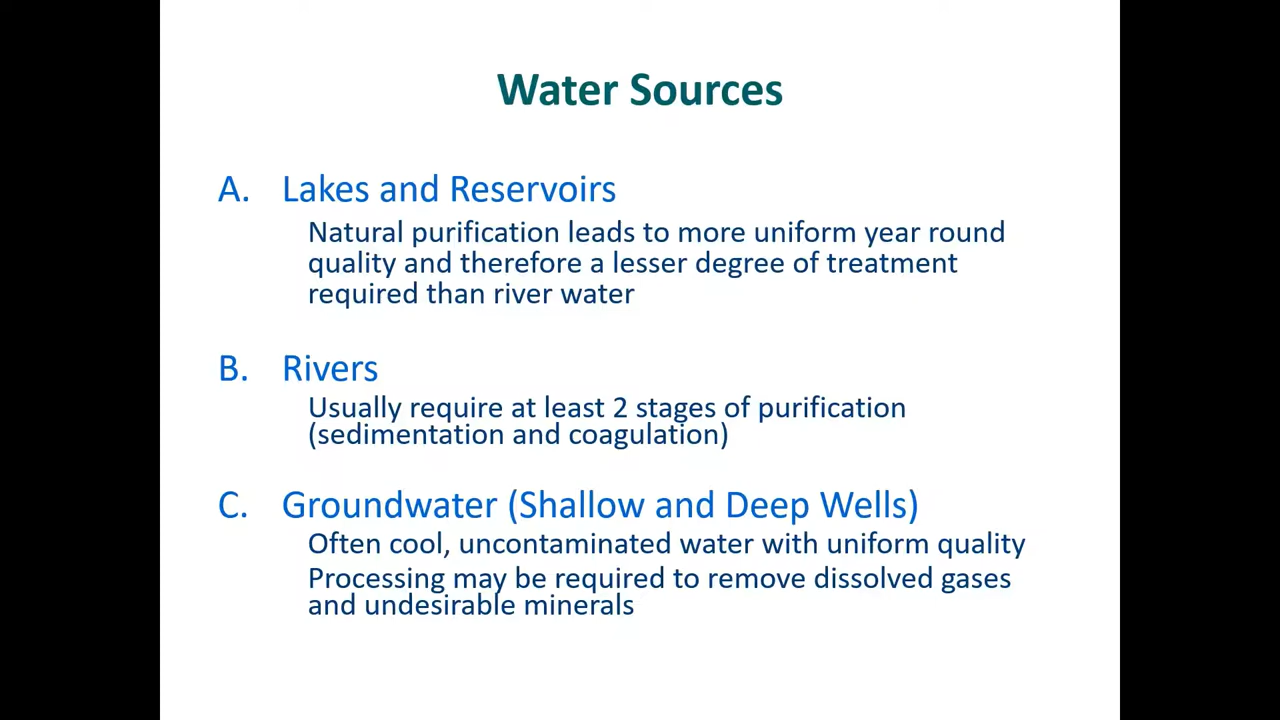 Water Sources
A. Lakes and Reservoirs
Natural purification leads to more uniform year round
quality and therefore a lesser degree of treatment
required than river water
B. Rivers
Usually require at least 2 stages of purification
(sedimentation and coagulation)
C. Groundwater (Shallow and Deep Wells)
Often cool, uncontaminated water with uniform quality
Processing may be required to remove dissolved gases
and undesirable minerals